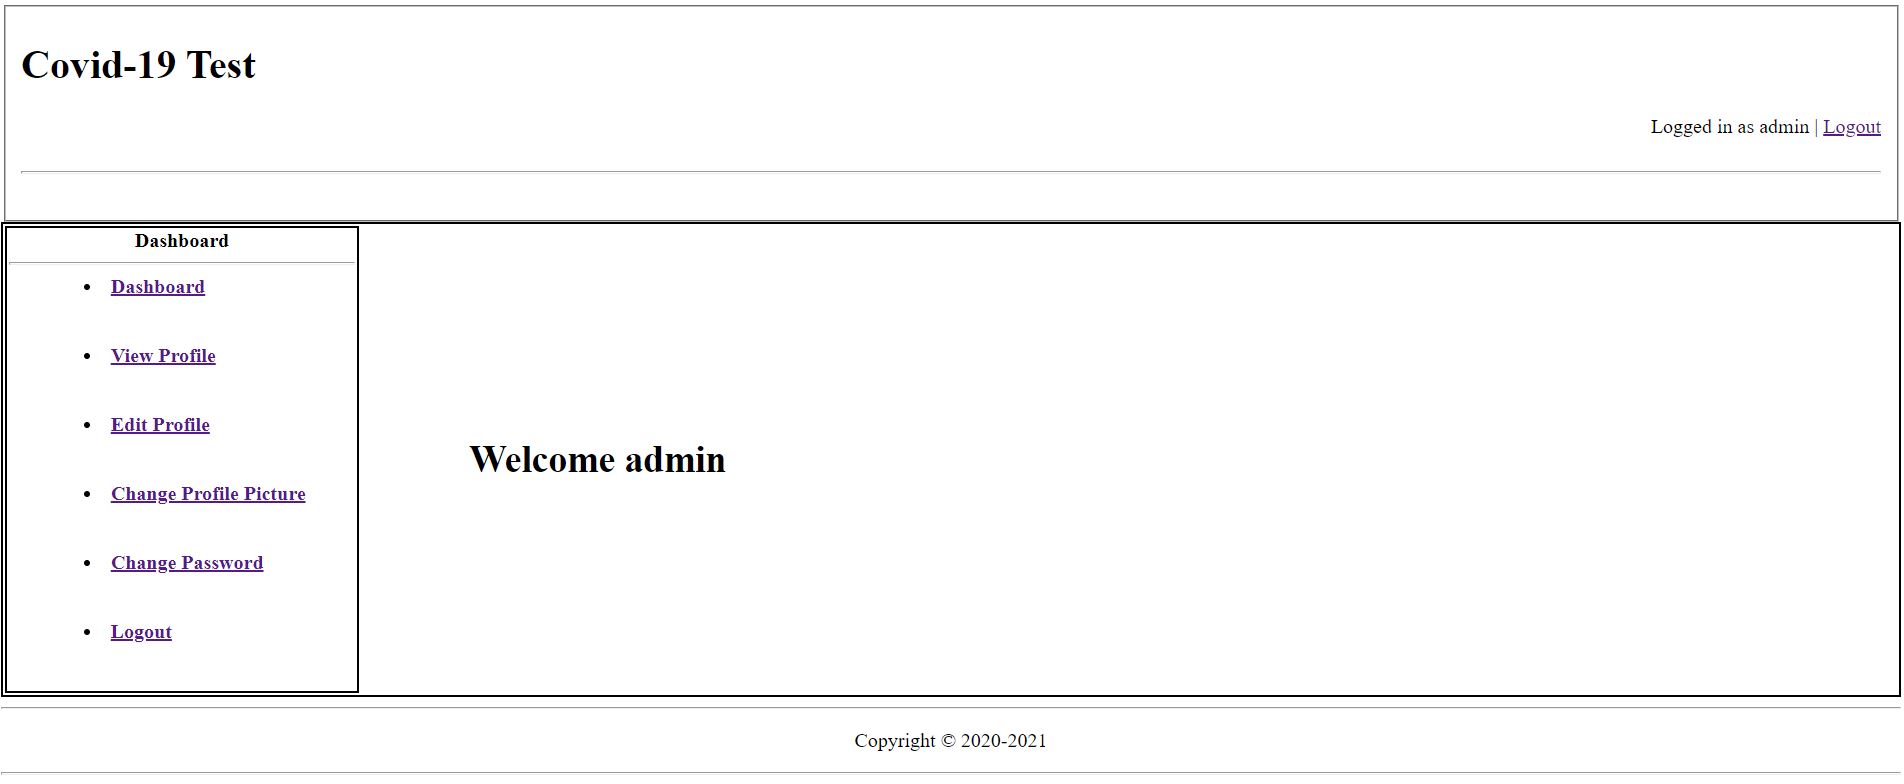 Covid-19 Test
Logged in as admin | Logout
Dashboard
Dashboard
View Profile
Edit Profile
Change Profile Picture
Change Password
Logout
Welcome admin
Copyright © 2020-2021